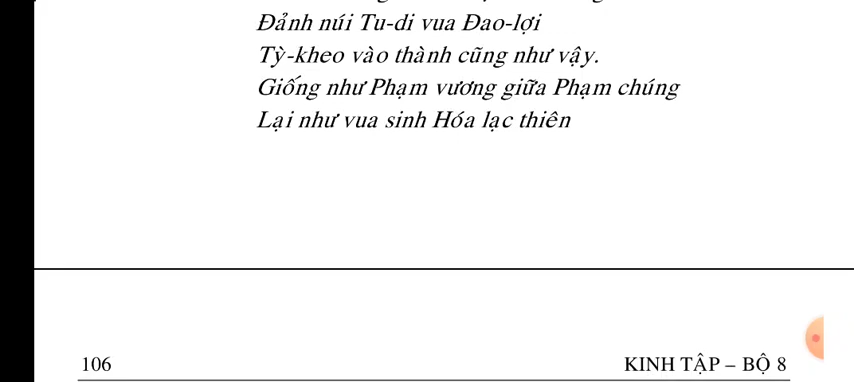 Đảnh núi Tu-di vua Đao-lợi
Tỳ-kheo vào thành cũng như vậy.
Giống như Phạm vương giữa Phạm chúng
Lại như vua sinh Hóa lạc thiên
106
KINH TẬP – BỘ 8